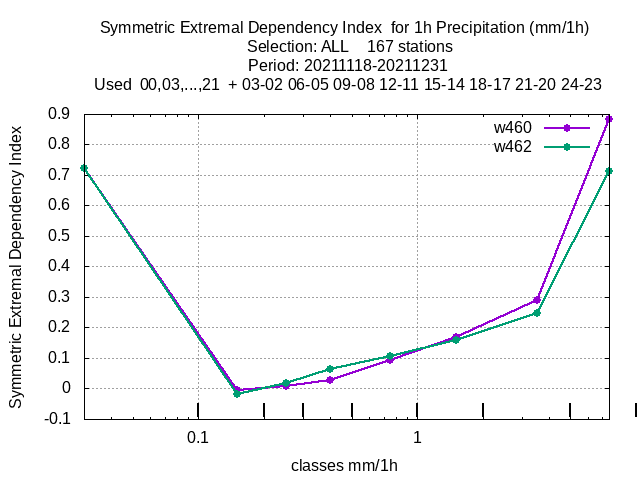 Symmetric Extremal Dependency Index  for 1h Precipitation (mm/1h)
Selection: ALL    167 stations
Period: 20211118-20211231
Used  00,03,...,21  + 03-02 06-05 09-08 12-11 15-14 18-17 21-20 24-23
w460
w462
0.9
0.8
0.7
0.6
0.5
0.4
0.3
0.2
0.1
0
-0.1
Symmetric Extremal Dependency Index
0.1
1
classes mm/1h